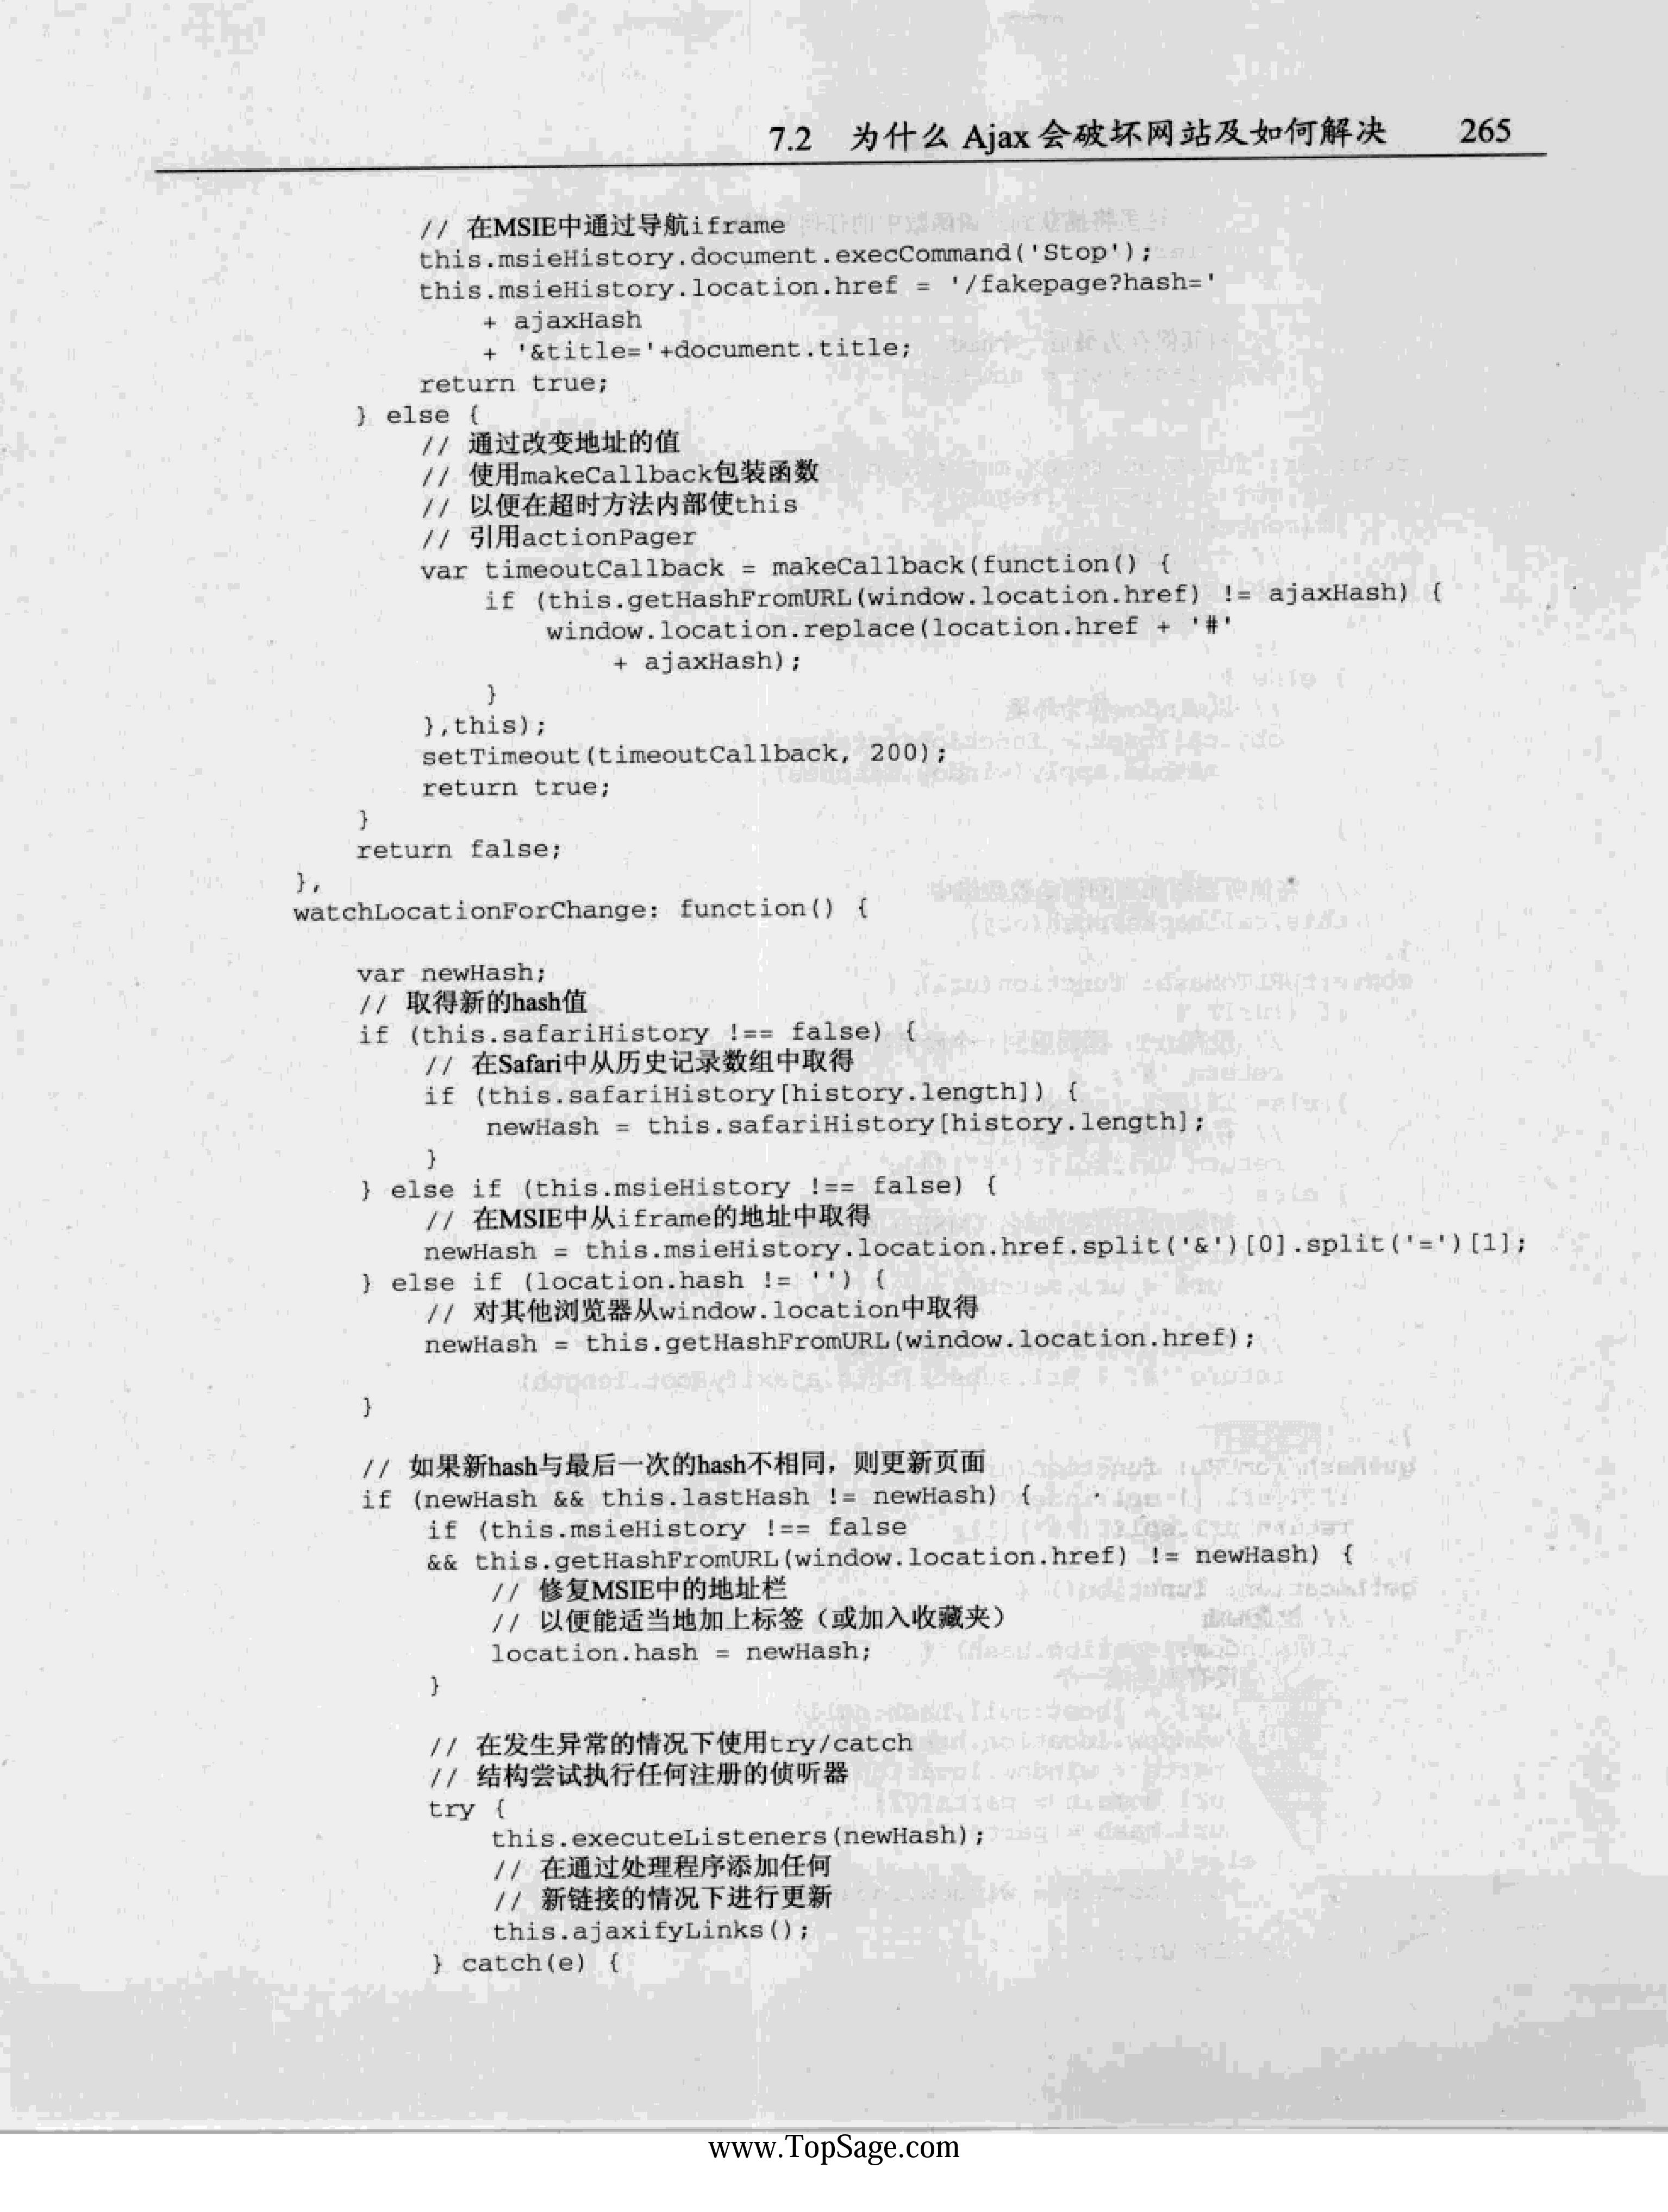 7.2 为什么 Ajax 会破坏网站及如何解决 265
// 在MSIE中通过导航iframe
this.msieHistory.document.execCommand('Stop');
this.msieHistory.location.href = '/fakepage?hash='
+ ajaxHash
+ '&title='+document.title;
return true;
} else {
// 通过改变地址的值
// 使用makeCallback包装函数
// 以便在超时方法内部使this
// 引用actionPager
var timeoutCallback = makeCallback(function() {
if (this.getHashFromURL(window.location.href) != ajaxHash) {
window.location.replace(location.href + '#'
+ ajaxHash);
}
},this);
setTimeout(timeoutCallback, 200);
return true;
}
return false;
},
watchLocationForChange: function() {
var newHash;
// 取得新的hash值
if (this.safariHistory !== false) {
// 在Safari中从历史记录数组中取得
if (this.safariHistory[history.length]) {
newHash = this.safariHistory[history.length];
}
} else if (this.msieHistory !== false) {
// 在MSIE中从iframe的地址中取得
newHash = this.msieHistory.location.href.split('&')[0].split('=')[1];
} else if (location.hash != '') {
// 对其他浏览器从window.location中取得
newHash = this.getHashFromURL(window.location.href);
}
// 如果新hash与最后一次的hash不相同，则更新页面
if (newHash && this.lastHash != newHash) {
if (this.msieHistory !== false
&& this.getHashFromURL(window.location.href) != newHash) {
// 修复MSIE中的地址栏
// 以便能适当地加上标签（或加入收藏夹）
location.hash = newHash;
}
// 在发生异常的情况下使用try/catch
// 结构尝试执行任何注册的侦听器
try {
this.executeListeners(newHash);
// 在通过处理程序添加任何
// 新链接的情况下进行更新
this.ajaxifyLinks();
} catch(e) {
www.TopSage.com